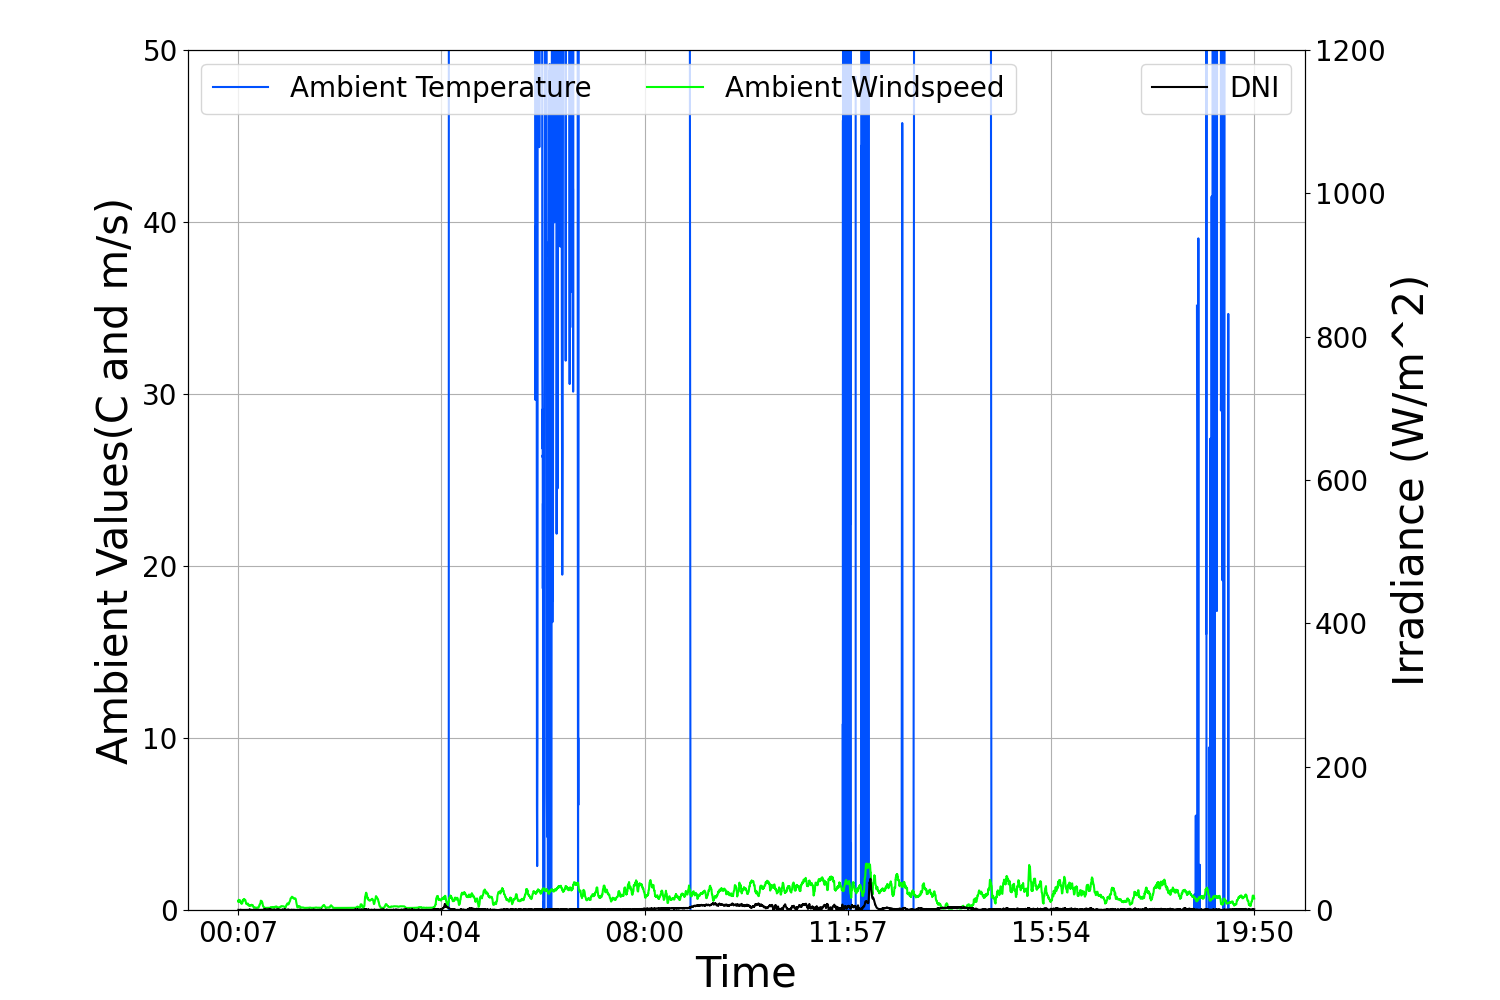 Ambient Temperature Ambient Windspeed DNI
Ambient Values(C and m/s)
50
40
30
20
10
0
1200
1000
800
600
400
200
0
Irradiance (W/m^2)
00:07 04:04 08:00 11:57 15:54 19:50
Time